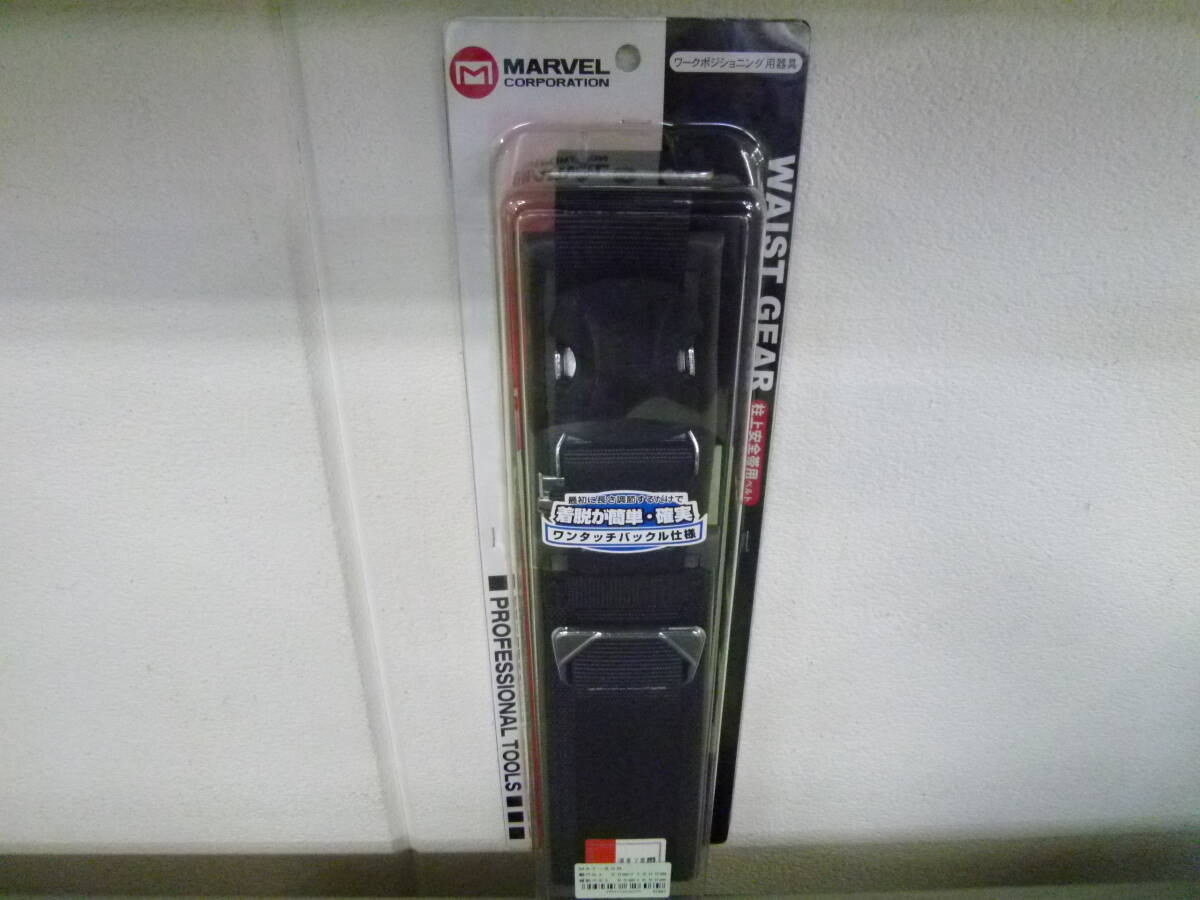 MARVEL
CORPORATION
ワークポジショニング用器具
WAIST GEAR
柱上安全帯用ベルト
最初に長さ調節するだけで
着脱が簡単・確実
ワンタッチバックル仕様
PROFESSIONAL TOOLS